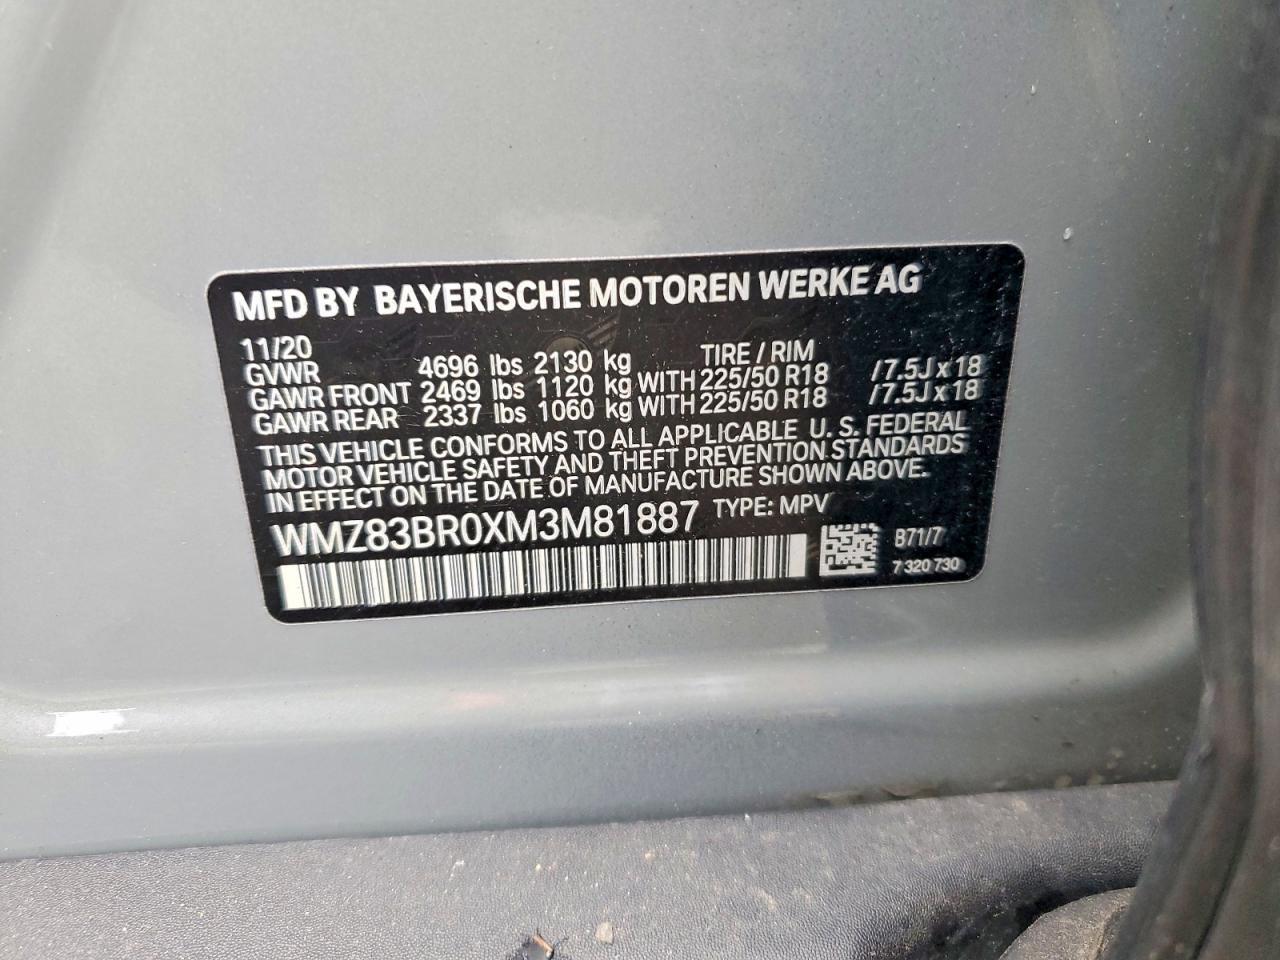 MFD BY BAYERISCHE MOTOREN WERKE AG
11/20 TIRE / RIM
GVWR 4696 lbs 2130 kg
GAWR FRONT 2469 lbs 1120 kg WITH 225/50 R18 /7.5J x 18
GAWR REAR 2337 lbs 1060 kg WITH 225/50 R18 /7.5J x 18
THIS VEHICLE CONFORMS TO ALL APPLICABLE U. S. FEDERAL
MOTOR VEHICLE SAFETY AND THEFT PREVENTION STANDARDS
IN EFFECT ON THE DATE OF MANUFACTURE SHOWN ABOVE.
WMZ83BR0XM3M81887 TYPE: MPV
B71/7
7 320 730